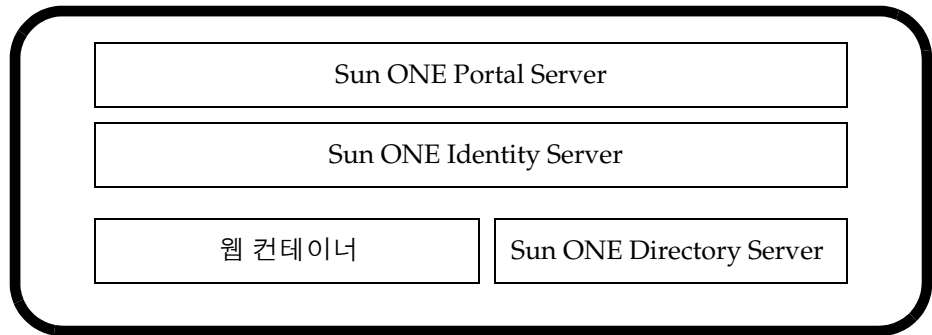 Sun ONE Portal Server
Sun ONE Identity Server
웹 컨테이너
Sun ONE Directory Server